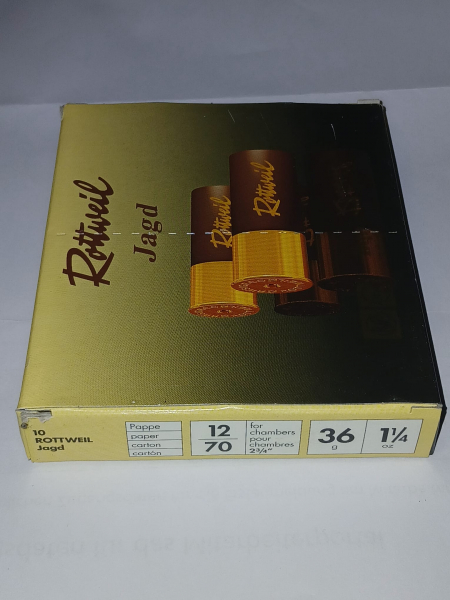 Rottweil
Jagd
Rottweil
Rottweil
10
ROTTWEIL
Jagd
Pappe
paper
carton
cartón
12
70
for
chambers
pour
chambres
2¾"
36
g
1¼
oz